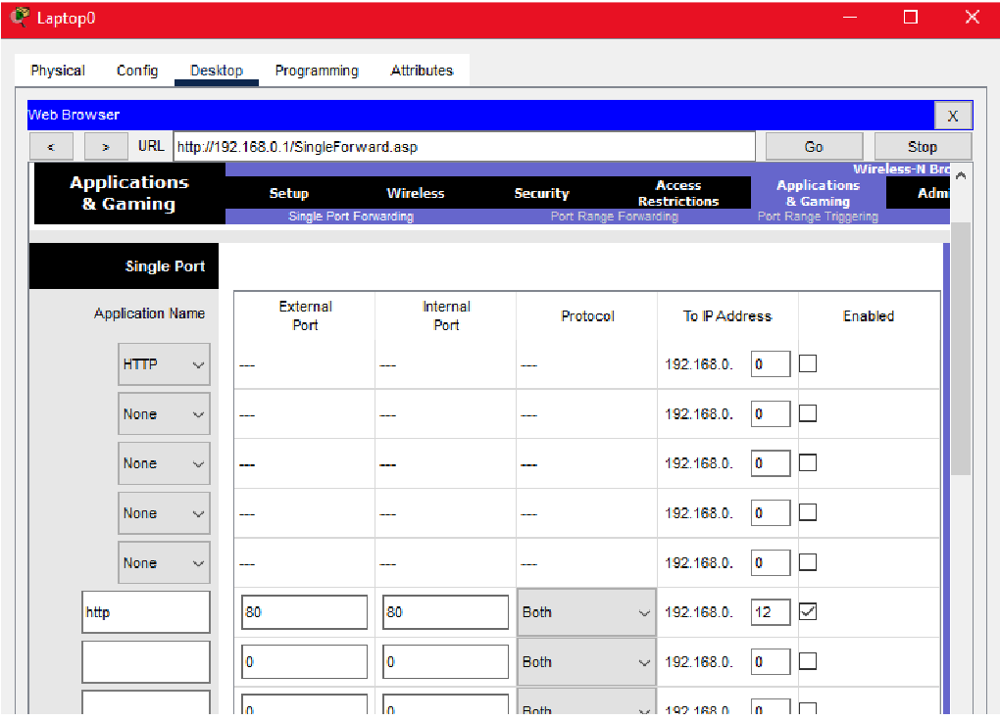 Laptop0
Physical Config Desktop Programming Attributes
Web Browser X
< > URL http://192.168.0.1/SingleForward.asp Go Stop
Wireless-N Bro
Applications & Gaming
Setup Wireless Security Access Restrictions Applications & Gaming Admi
Single Port Forwarding Port Range Forwarding Port Range Triggering
Single Port
Application Name External Port Internal Port Protocol To IP Address Enabled
HTTP --- --- --- 192.168.0. 0
None --- --- --- 192.168.0. 0
None --- --- --- 192.168.0. 0
None --- --- --- 192.168.0. 0
None --- --- --- 192.168.0. 0
http 80 80 Both 192.168.0. 12
0 0 Both 192.168.0. 0
0 0 Both 192.168.0. 0